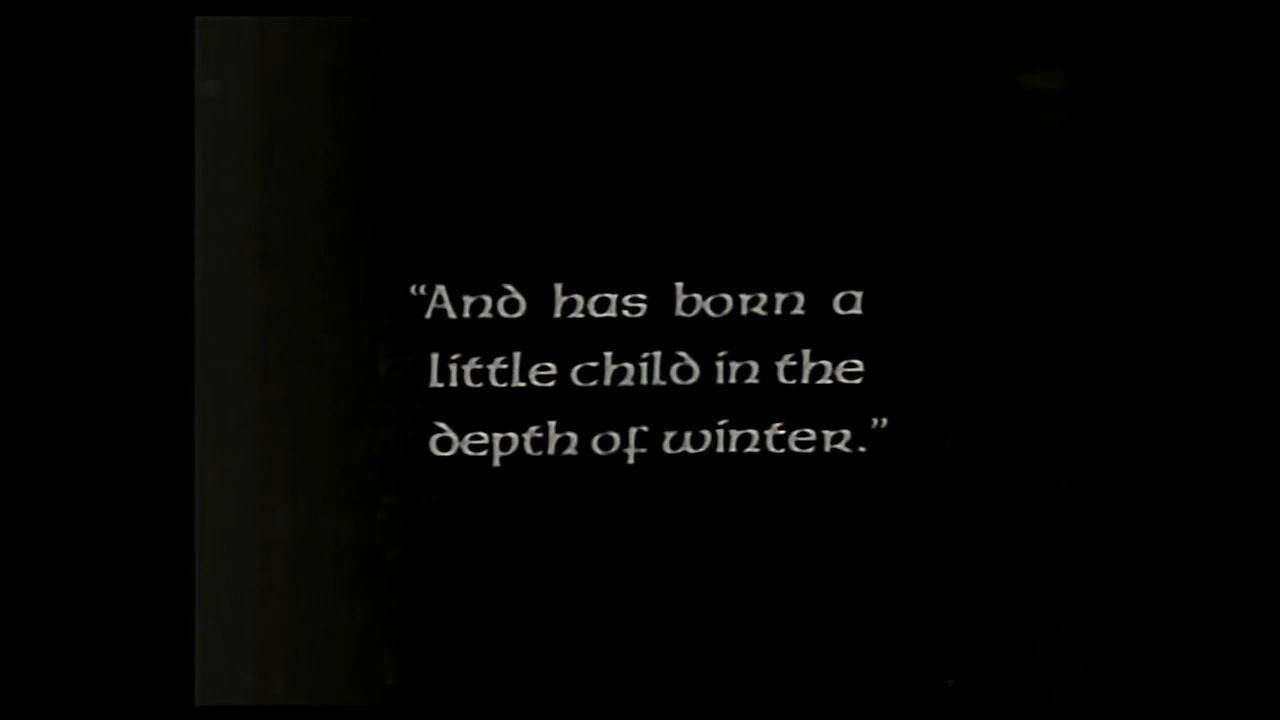 “And has born a
little child in the
depth of winter.”